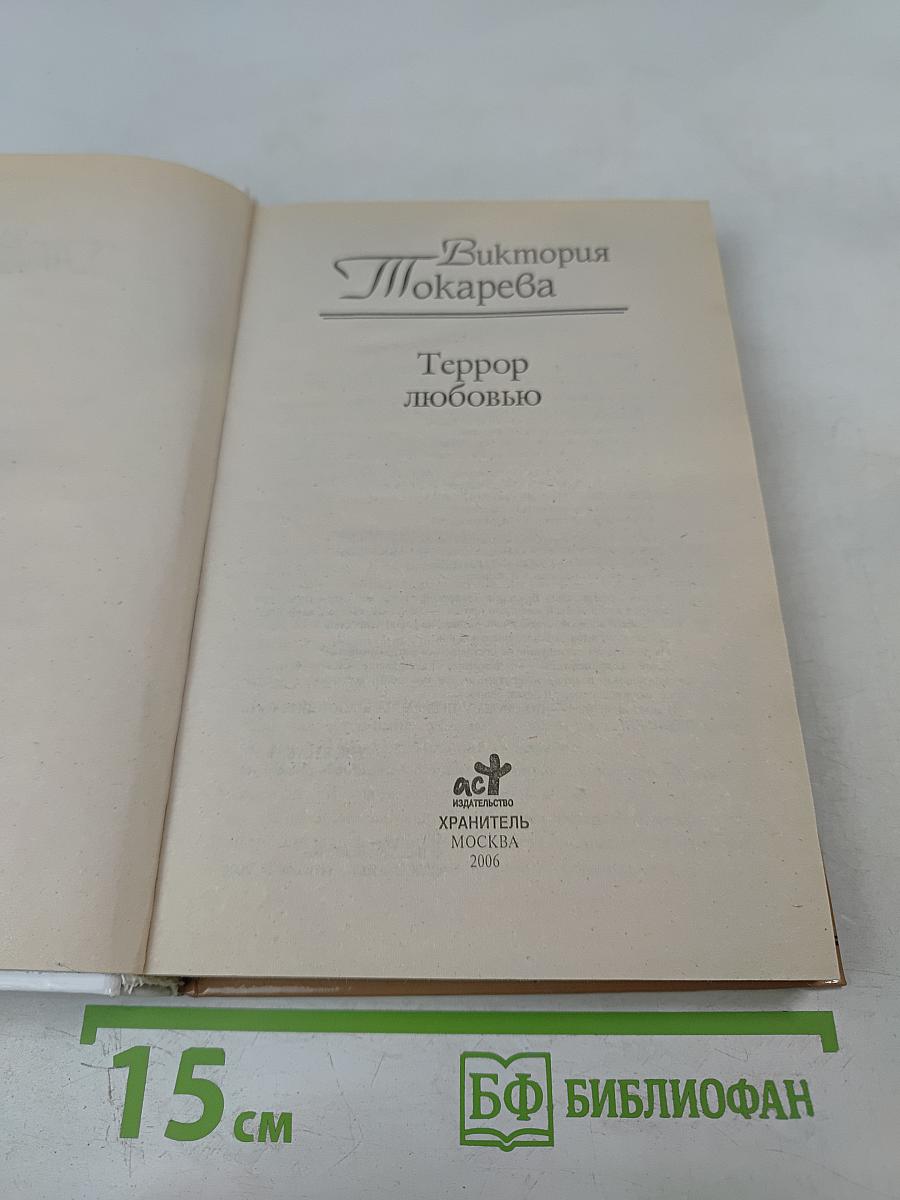 Виктория
Токарева
Террор
любовью
аст
ИЗДАТЕЛЬСТВО
ХРАНИТЕЛЬ
МОСКВА
2006
15 см
БФ БИБЛИОФАН